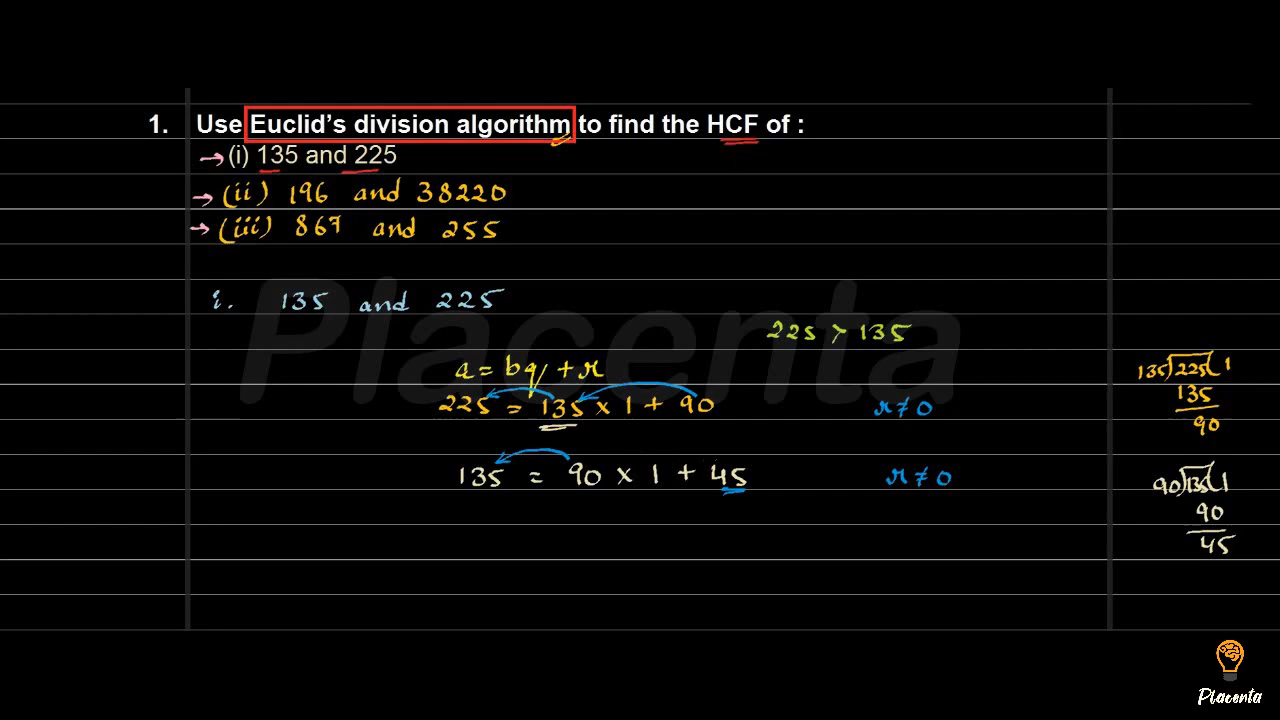 1. Use Euclid's division algorithm to find the HCF of :
→ (i) 135 and 225
→ (ii) 196 and 38220
→ (iii) 867 and 255
i. 135 and 225
225 > 135
a = bq + r
225 = 135 × 1 + 90 r ≠ 0
135 = 90 × 1 + 45 r ≠ 0
135)225(1
135
90
90)135(1
90
45
Placenta
Placenta